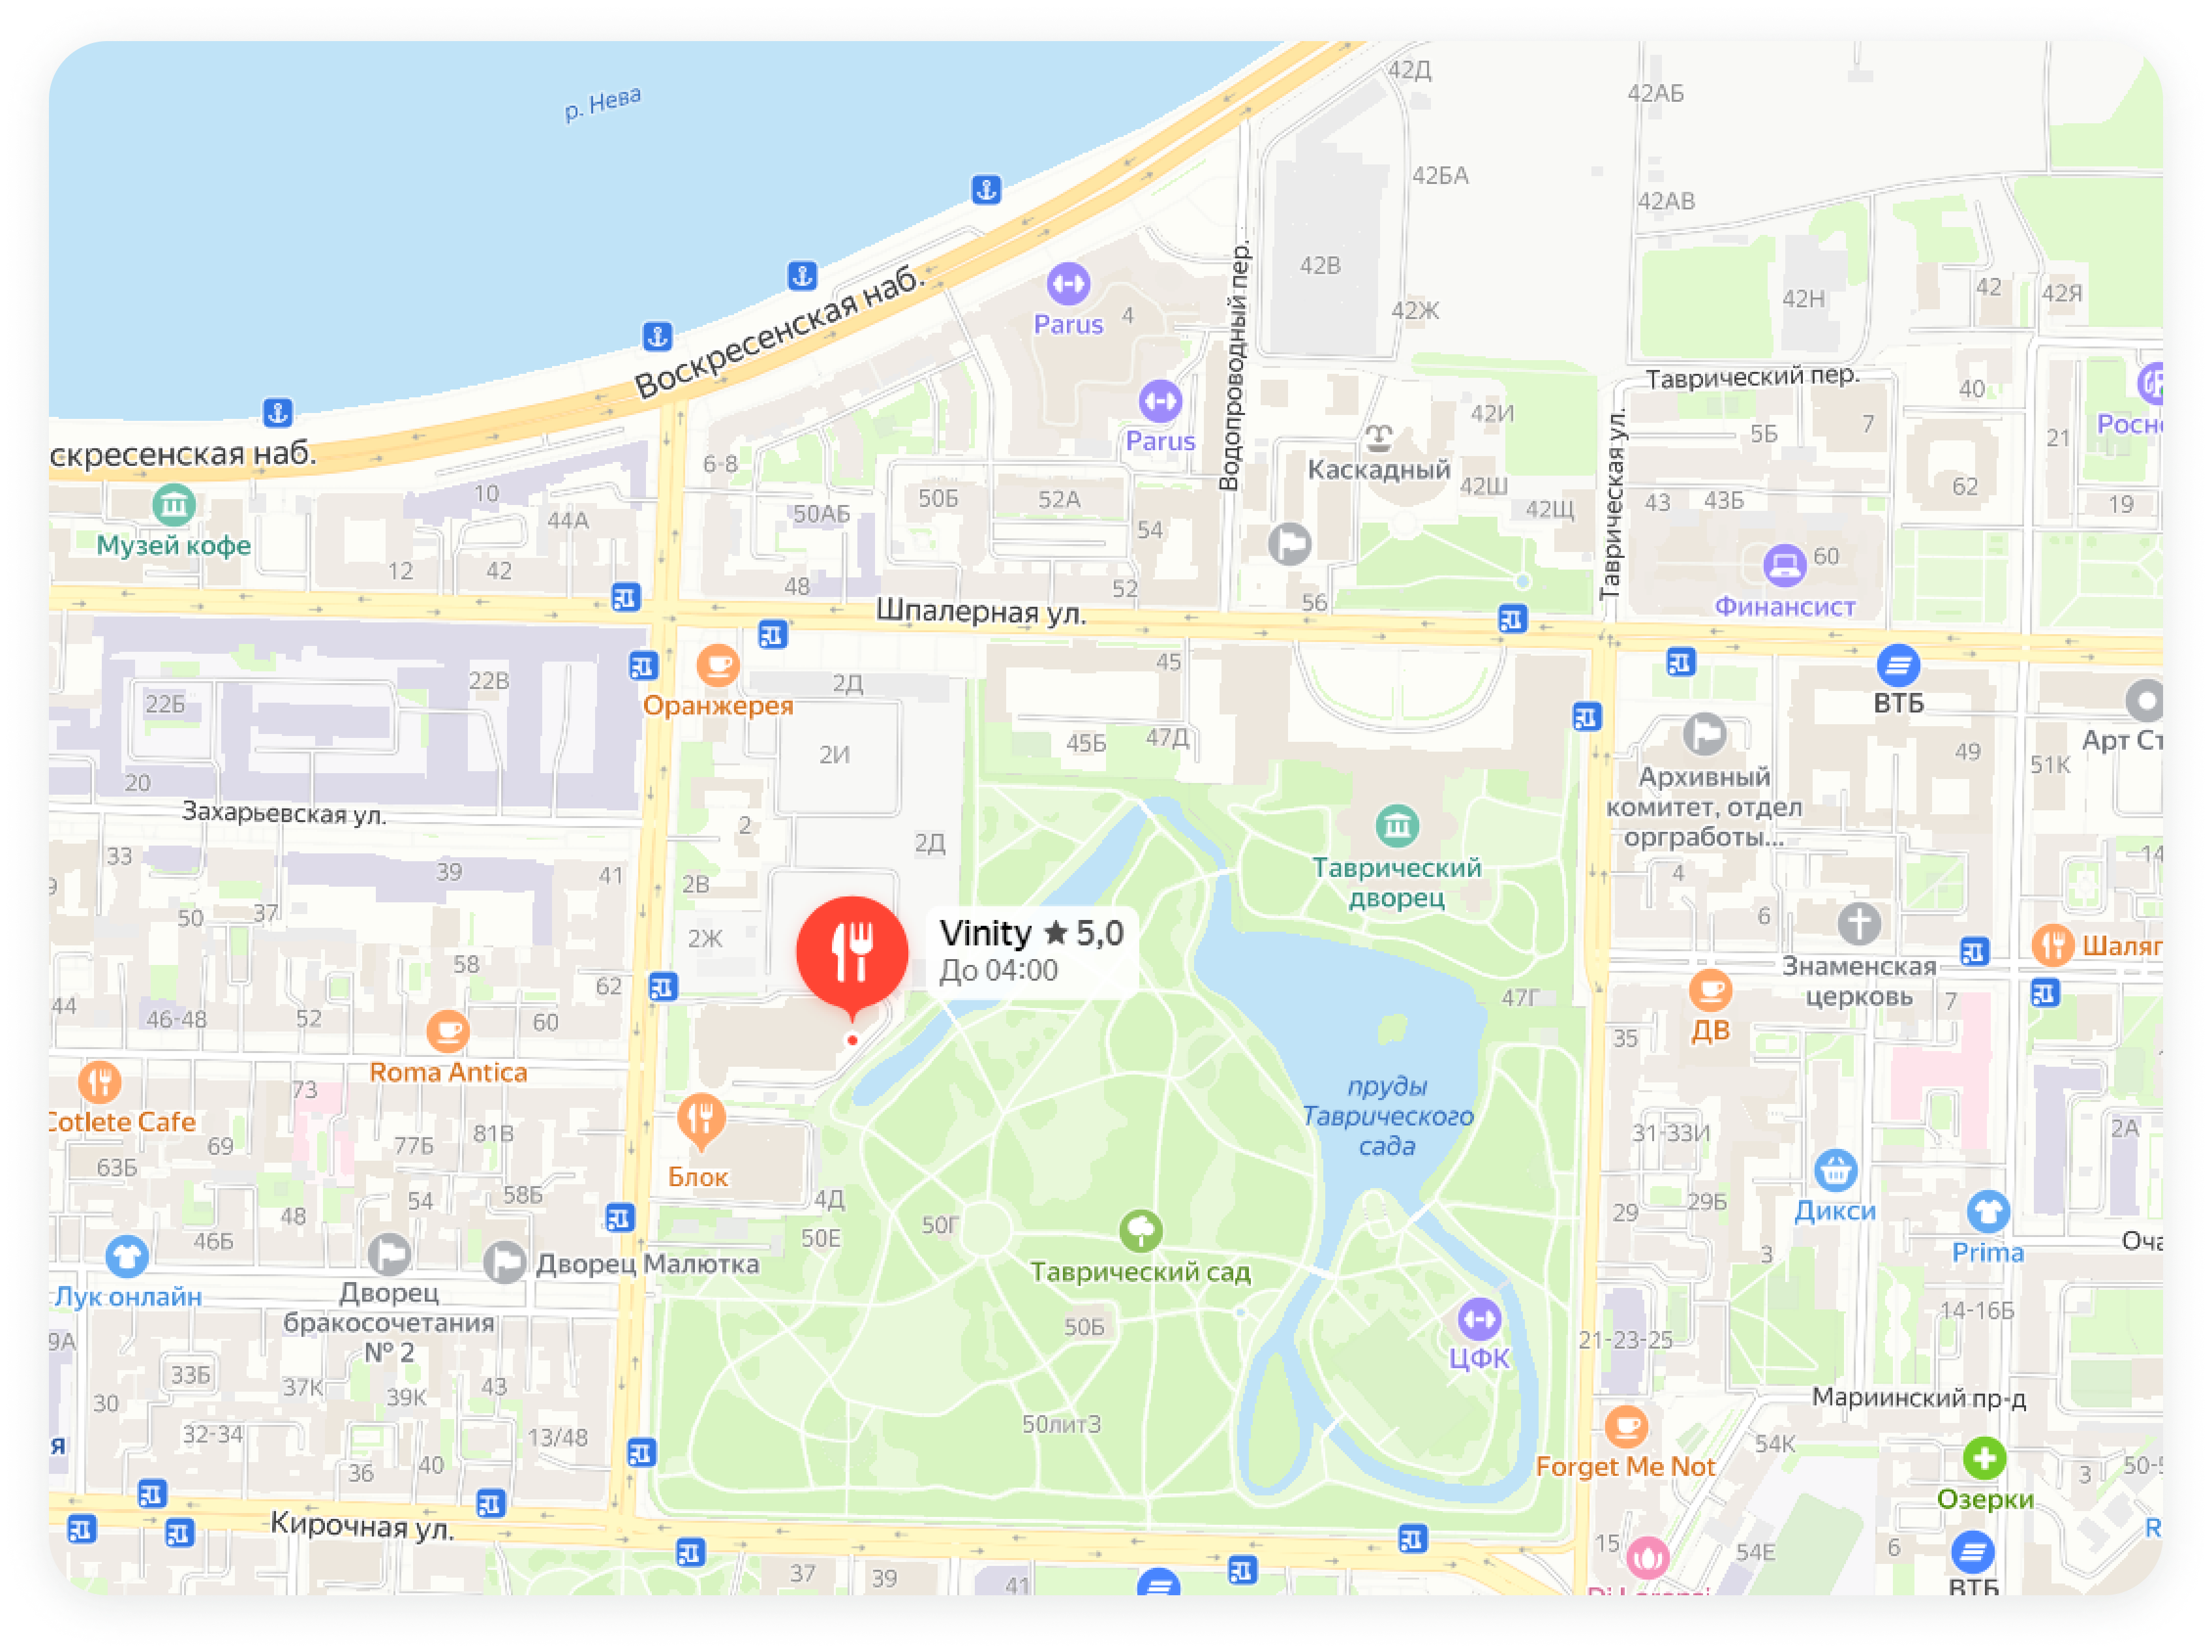 р. Нева
42Д
42АБ
42БА
42АВ
Воскресенская наб.
Водопроводный пер.
42В
42Н
42
42Я
Parus
4
42Ж
Таврический пер.
40
7
Parus
42И
5Б
21
скресенская наб.
6-8
Каскадный
42Ш
42Щ
Таврическая ул.
43
43Б
62
19
10
44А
50АБ
50Б
52А
54
Музей кофе
12
42
48
52
56
60
Финансист
Шпалерная ул.
45
22Б
22В
Оранжерея
2Д
2И
45Б
47Д
ВТБ
49
51К
20
Захарьевская ул.
2
2Д
Архивный
комитет, отдел
оргработы...
33
39
41
2В
Таврический
дворец
4
14
50
37
2Ж
Vinity ★ 5,0
До 04:00
6
58
62
47Г
Знаменская
церковь
7
44
46-48
52
60
ДВ
35
Roma Antica
73
пруды
Таврического
сада
Cotlete Cafe
69
77Б
81В
63Б
Блок
31-33И
2А
54
58Б
4Д
50Г
50Е
29
29Б
Дикси
48
46Б
Таврический сад
3
Prima
Лук онлайн
Дворец
бракосочетания
№ 2
Дворец Малютка
50Б
ЦФК
21-23-25
14-16Б
33Б
37К
39К
43
30
32-34
13/48
50лит3
Мариинский пр-д
36
40
Forget Me Not
54К
3
Озерки
Кирочная ул.
15
54Е
6
37
39
41
ВТБ